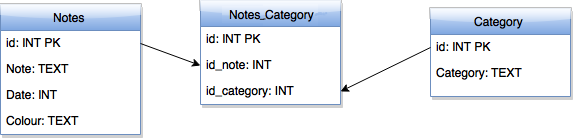 Notes
id: INT PK
Note: TEXT
Date: INT
Colour: TEXT
Notes_Category
id: INT PK
id_note: INT
id_category: INT
Category
id: INT PK
Category: TEXT